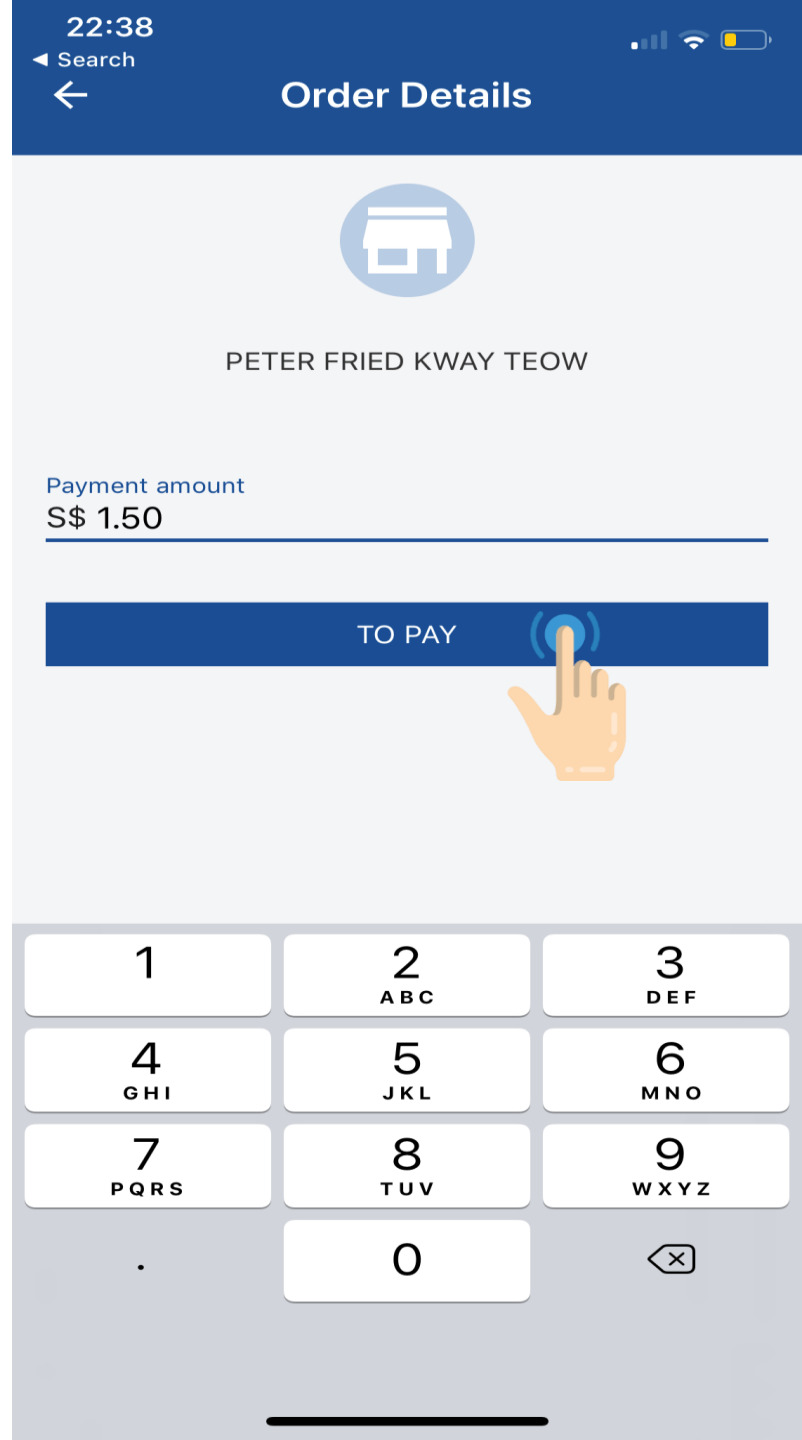 22:38
◀ Search
Order Details
PETER FRIED KWAY TEOW
Payment amount
S$ 1.50
TO PAY
1
2
ABC
3
DEF
4
GHI
5
JKL
6
MNO
7
PQRS
8
TUV
9
WXYZ
.
0